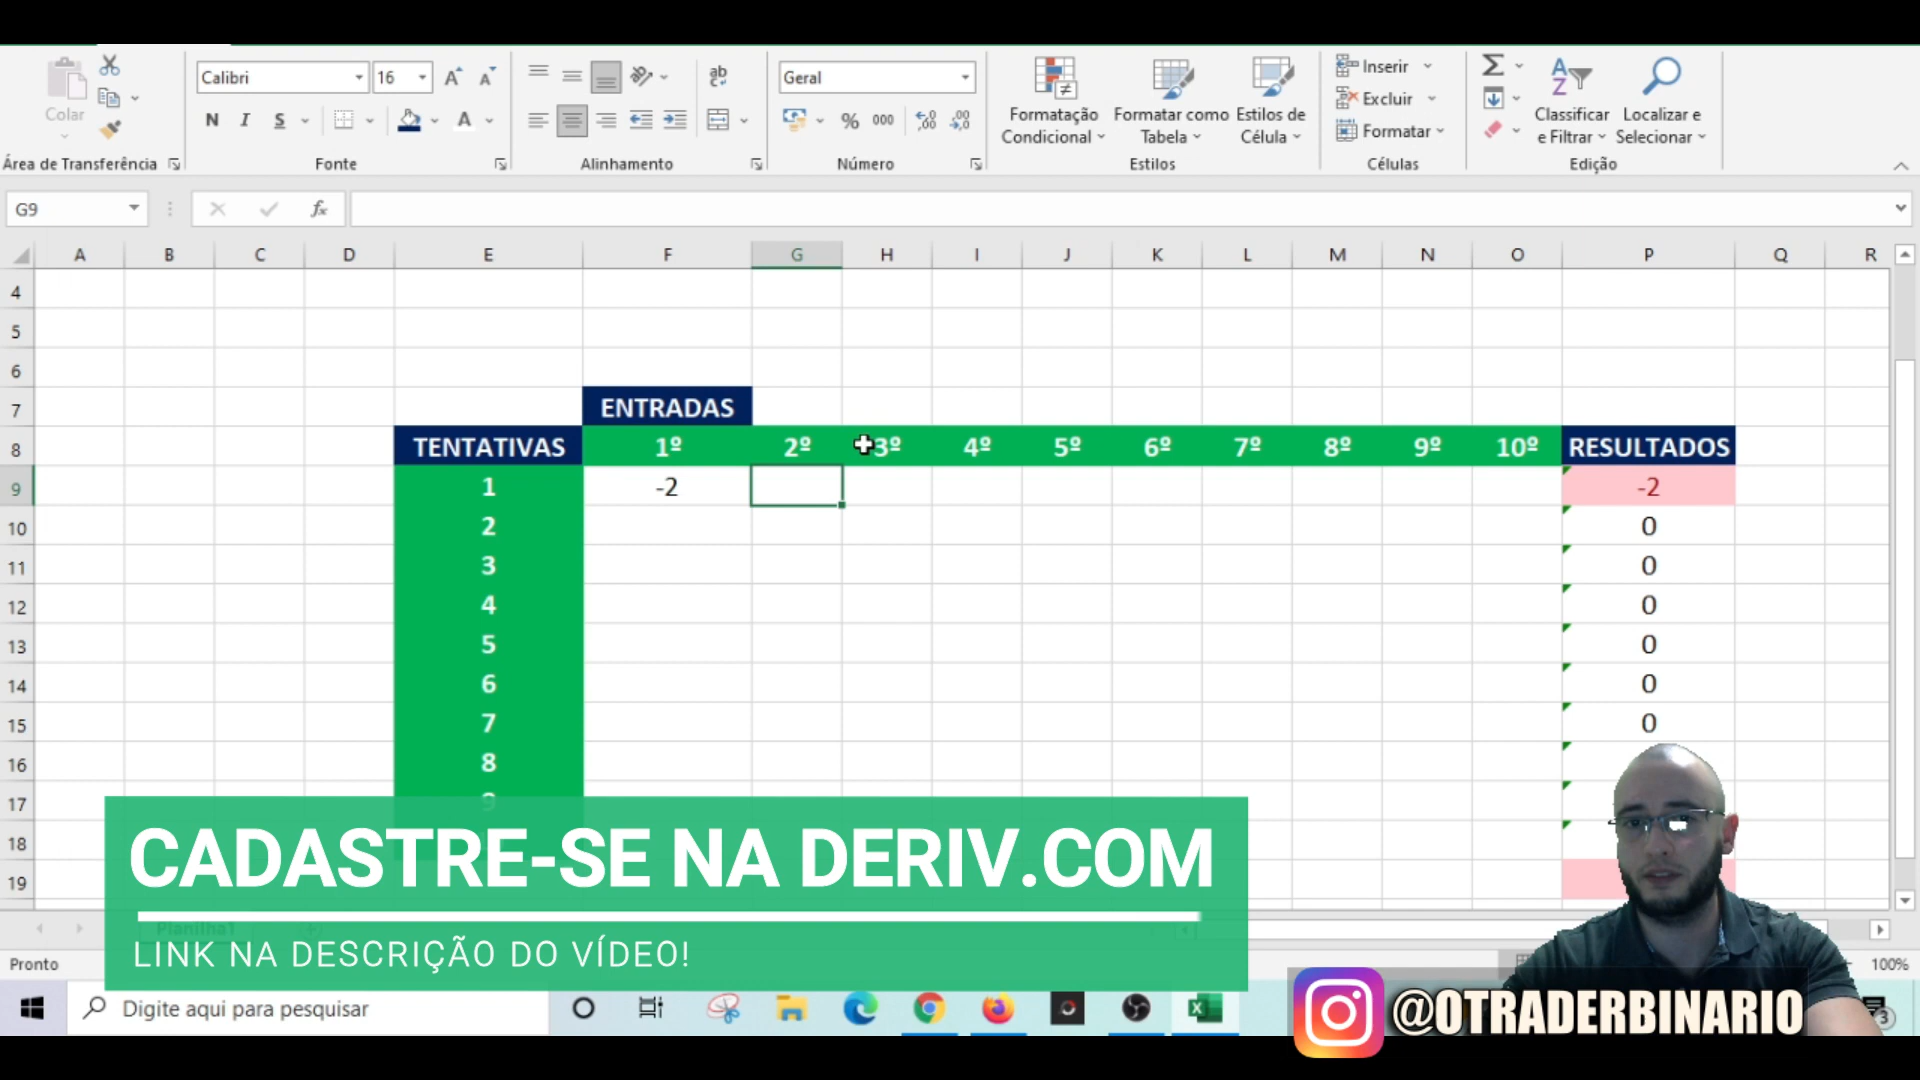 Colar
Calibri
16
N I S
ab
Geral
% 000
Formatação Condicional
Formatar como Tabela
Estilos de Célula
Inserir
Excluir
Formatar
Classificar e Filtrar
Localizar e Selecionar
Área de Transferência
Fonte
Alinhamento
Número
Estilos
Células
Edição
G9
fx
A B C D E F G H I J K L M N O P Q R
4
5
6
7 ENTRADAS
8 TENTATIVAS 1º 2º 3º 4º 5º 6º 7º 8º 9º 10º RESULTADOS
9 1 -2 -2
10 2 0
11 3 0
12 4 0
13 5 0
14 6 0
15 7 0
16 8
17 9
18
19
CADASTRE-SE NA DERIV.COM
LINK NA DESCRIÇÃO DO VÍDEO!
Planilha1
Pronto
100%
Digite aqui para pesquisar
@OTRADERBINARIO
3